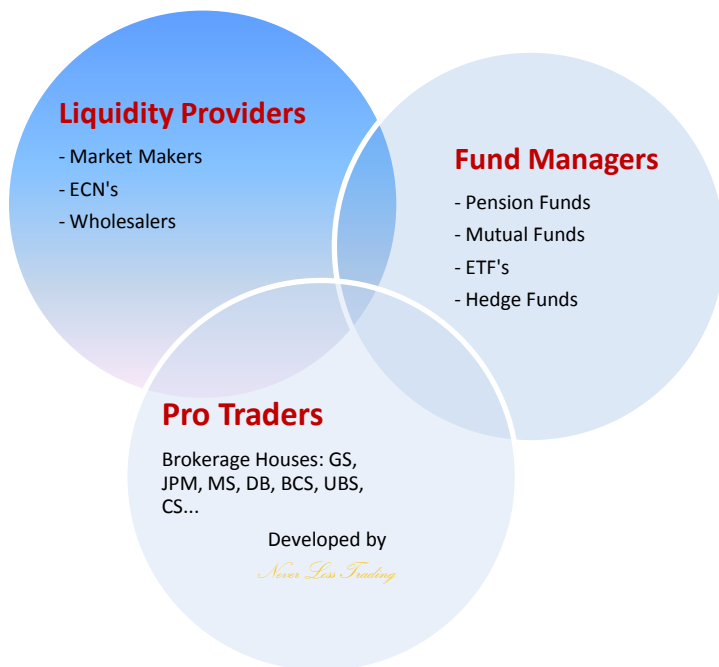 Liquidity Providers
- Market Makers
- ECN's
- Wholesalers
Fund Managers
- Pension Funds
- Mutual Funds
- ETF's
- Hedge Funds
Pro Traders
Brokerage Houses: GS,
JPM, MS, DB, BCS, UBS,
CS...
Developed by
Never Loss Trading